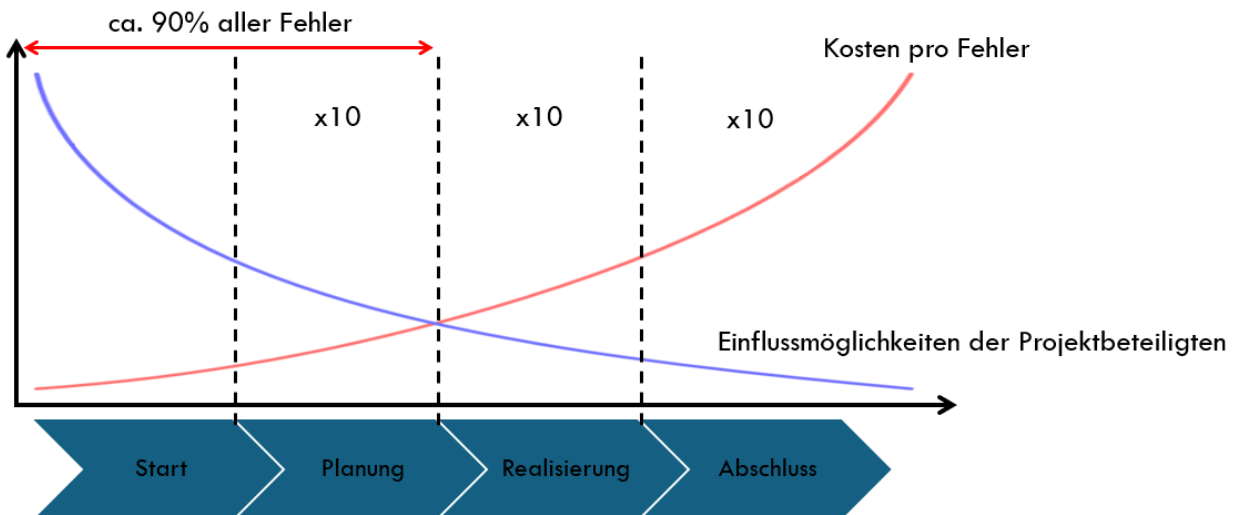 ca. 90% aller Fehler
Kosten pro Fehler
x10
x10
x10
Einflussmöglichkeiten der Projektbeteiligten
Start
Planung
Realisierung
Abschluss